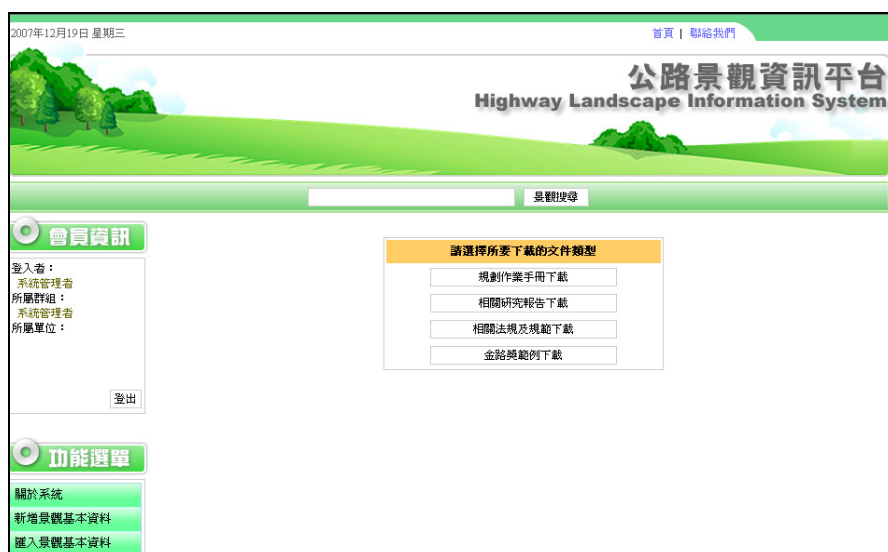 2007年12月19日 星期三
首頁 | 聯絡我們
公路景觀資訊平台
Highway Landscape Information System
景觀搜尋
會員資訊
登入者：
系統管理者
所屬群組：
系統管理者
所屬單位：
登出
請選擇所要下載的文件類型
規劃作業手冊下載
相關研究報告下載
相關法規及規範下載
金路獎範例下載
功能選單
關於系統
新增景觀基本資料
匯入景觀基本資料